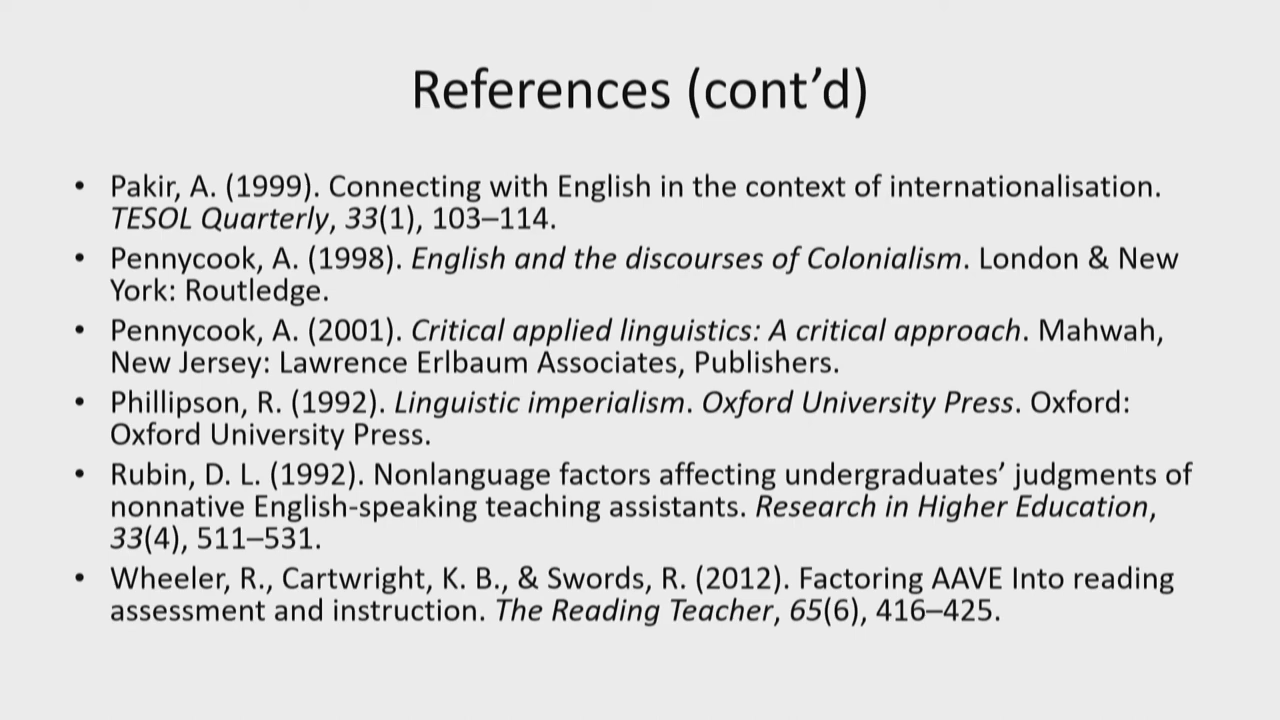 References (cont’d)
• Pakir, A. (1999). Connecting with English in the context of internationalisation.
TESOL Quarterly, 33(1), 103–114.
• Pennycook, A. (1998). English and the discourses of Colonialism. London & New
York: Routledge.
• Pennycook, A. (2001). Critical applied linguistics: A critical approach. Mahwah,
New Jersey: Lawrence Erlbaum Associates, Publishers.
• Phillipson, R. (1992). Linguistic imperialism. Oxford University Press. Oxford:
Oxford University Press.
• Rubin, D. L. (1992). Nonlanguage factors affecting undergraduates’ judgments of
nonnative English-speaking teaching assistants. Research in Higher Education,
33(4), 511–531.
• Wheeler, R., Cartwright, K. B., & Swords, R. (2012). Factoring AAVE Into reading
assessment and instruction. The Reading Teacher, 65(6), 416–425.